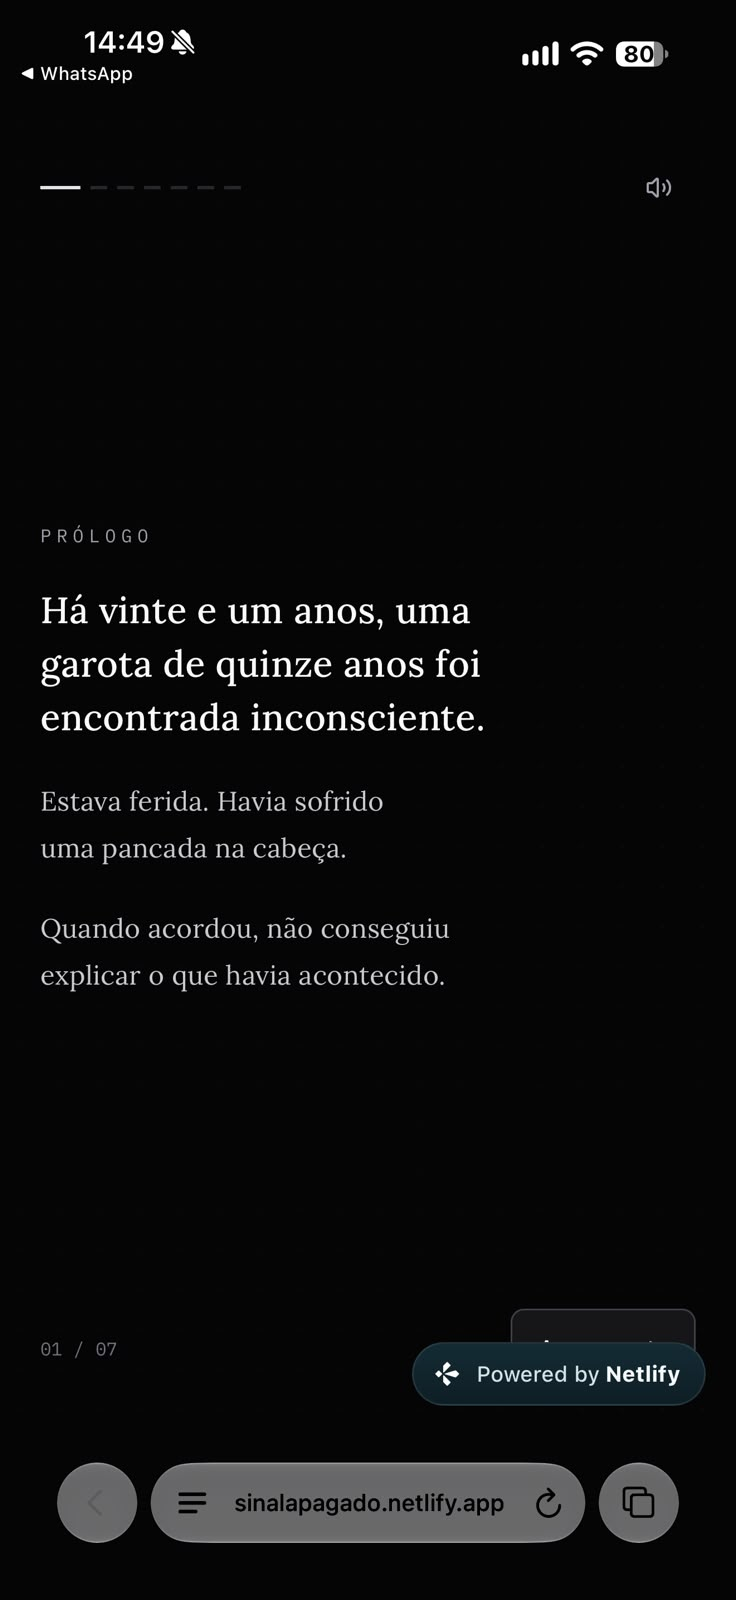 14:49
WhatsApp
80
PRÓLOGO
Há vinte e um anos, uma
garota de quinze anos foi
encontrada inconsciente.
Estava ferida. Havia sofrido
uma pancada na cabeça.
Quando acordou, não conseguiu
explicar o que havia acontecido.
01 / 07
Powered by Netlify
sinalapagado.netlify.app